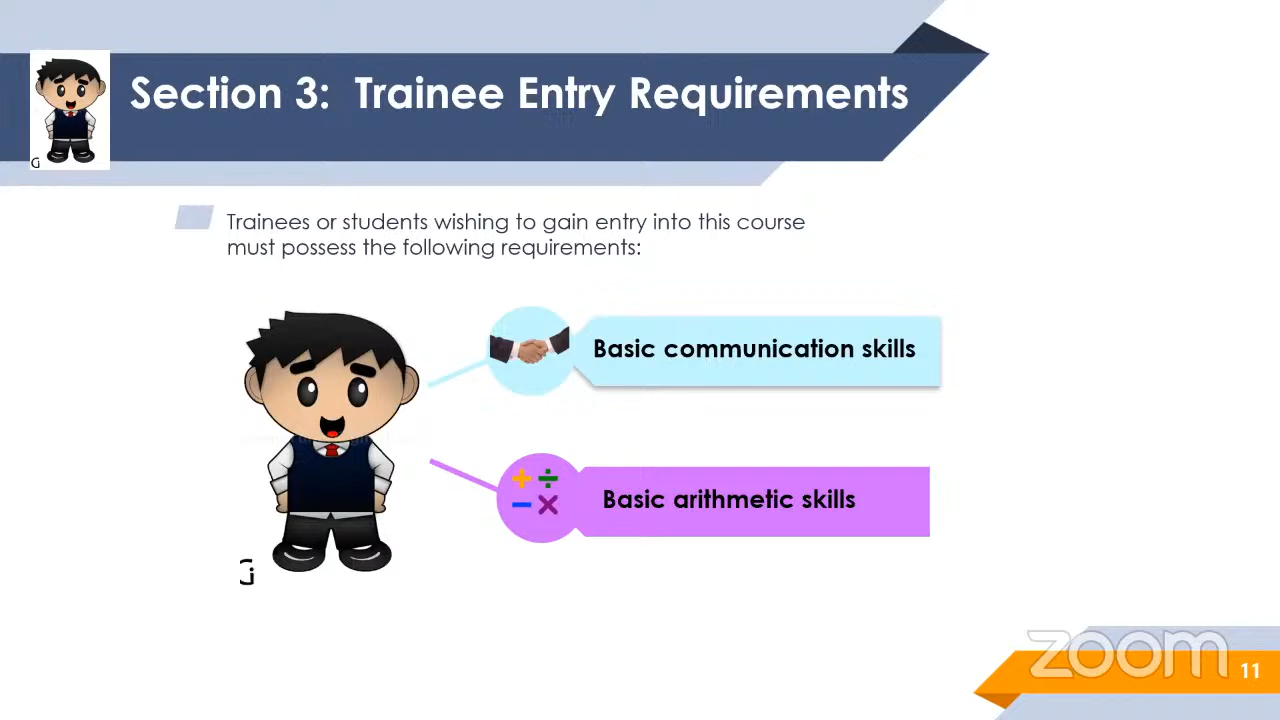 Section 3: Trainee Entry Requirements
Trainees or students wishing to gain entry into this course
must possess the following requirements:
Basic communication skills
Basic arithmetic skills
zoom
11